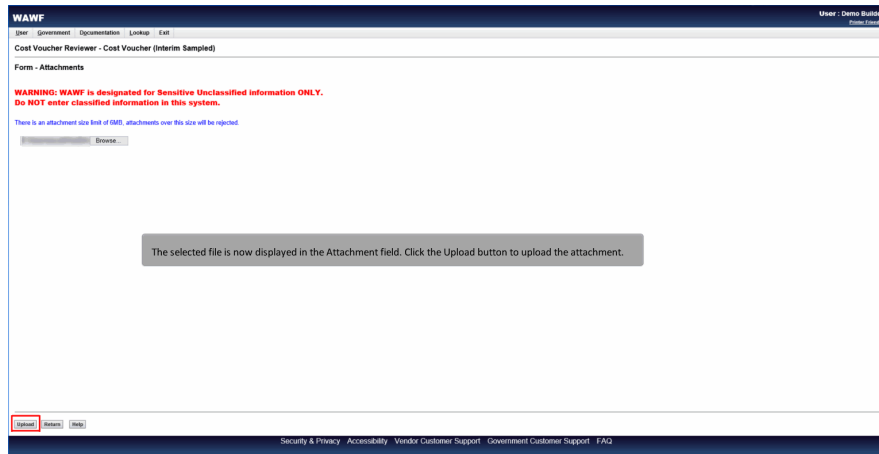 WAWF
User : Demo Builde
Printer Friend
User Government Documentation Lookup Exit
Cost Voucher Reviewer - Cost Voucher (Interim Sampled)
Form - Attachments
WARNING: WAWF is designated for Sensitive Unclassified information ONLY.
Do NOT enter classified information in this system.
There is an attachment size limit of 6MB, attachments over this size will be rejected.
Browse...
The selected file is now displayed in the Attachment field. Click the Upload button to upload the attachment.
Upload Return Help
Security & Privacy Accessibility Vendor Customer Support Government Customer Support FAQ